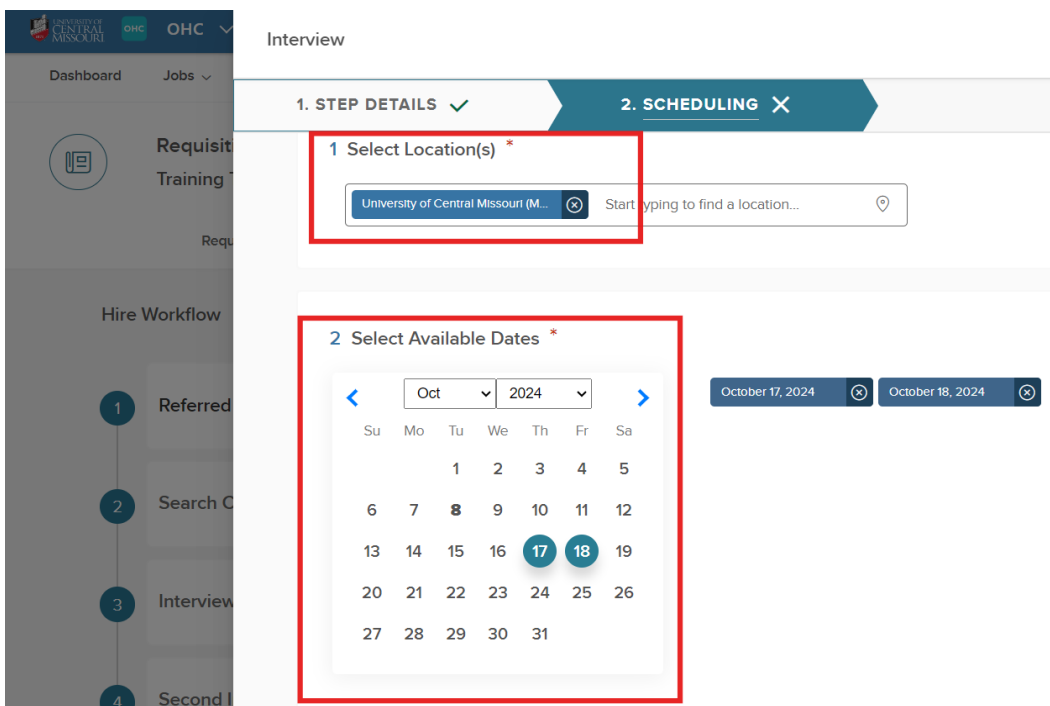 UNIVERSITY OF
CENTRAL
MISSOURI
OHC
OHC
Interview
Dashboard Jobs
1. STEP DETAILS
2. SCHEDULING
Requisiti
Training
Requ
1 Select Location(s) *
University of Central Missouri (M...
Start typing to find a location...
Hire Workflow
1 Referred
2 Search C
3 Interview
4 Second I
2 Select Available Dates *
Oct 2024
Su Mo Tu We Th Fr Sa
1 2 3 4 5
6 7 8 9 10 11 12
13 14 15 16 17 18 19
20 21 22 23 24 25 26
27 28 29 30 31
October 17, 2024
October 18, 2024